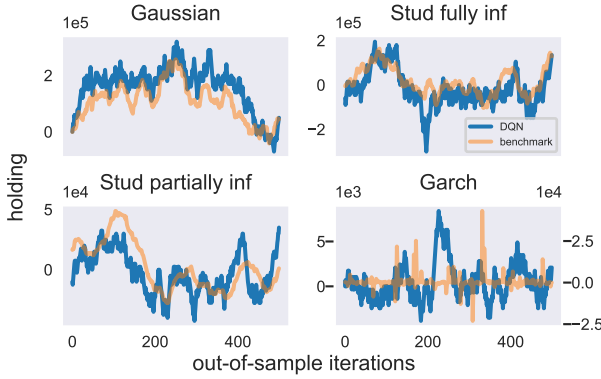 Gaussian
Stud fully inf
1e5
1e5
2
0
2
0
−2
DQN
benchmark
holding
Stud partially inf
Garch
1e4
1e3
1e4
5
0
5
0
−2.5
−0.0
−2.5
0
200
400
0
200
400
out-of-sample iterations